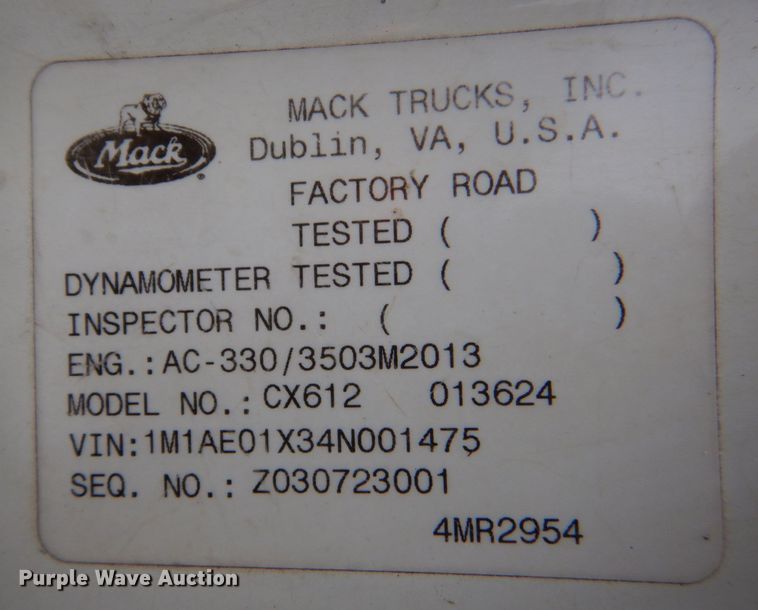 Mack
MACK TRUCKS, INC.
Dublin, VA, U.S.A.
FACTORY ROAD
TESTED ( )
DYNAMOMETER TESTED ( )
INSPECTOR NO.: ( )
ENG.:AC-330/3503M2013
MODEL NO.:CX612 013624
VIN:1M1AE01X34N001475
SEQ. NO.: Z030723001
4MR2954
Purple Wave Auction